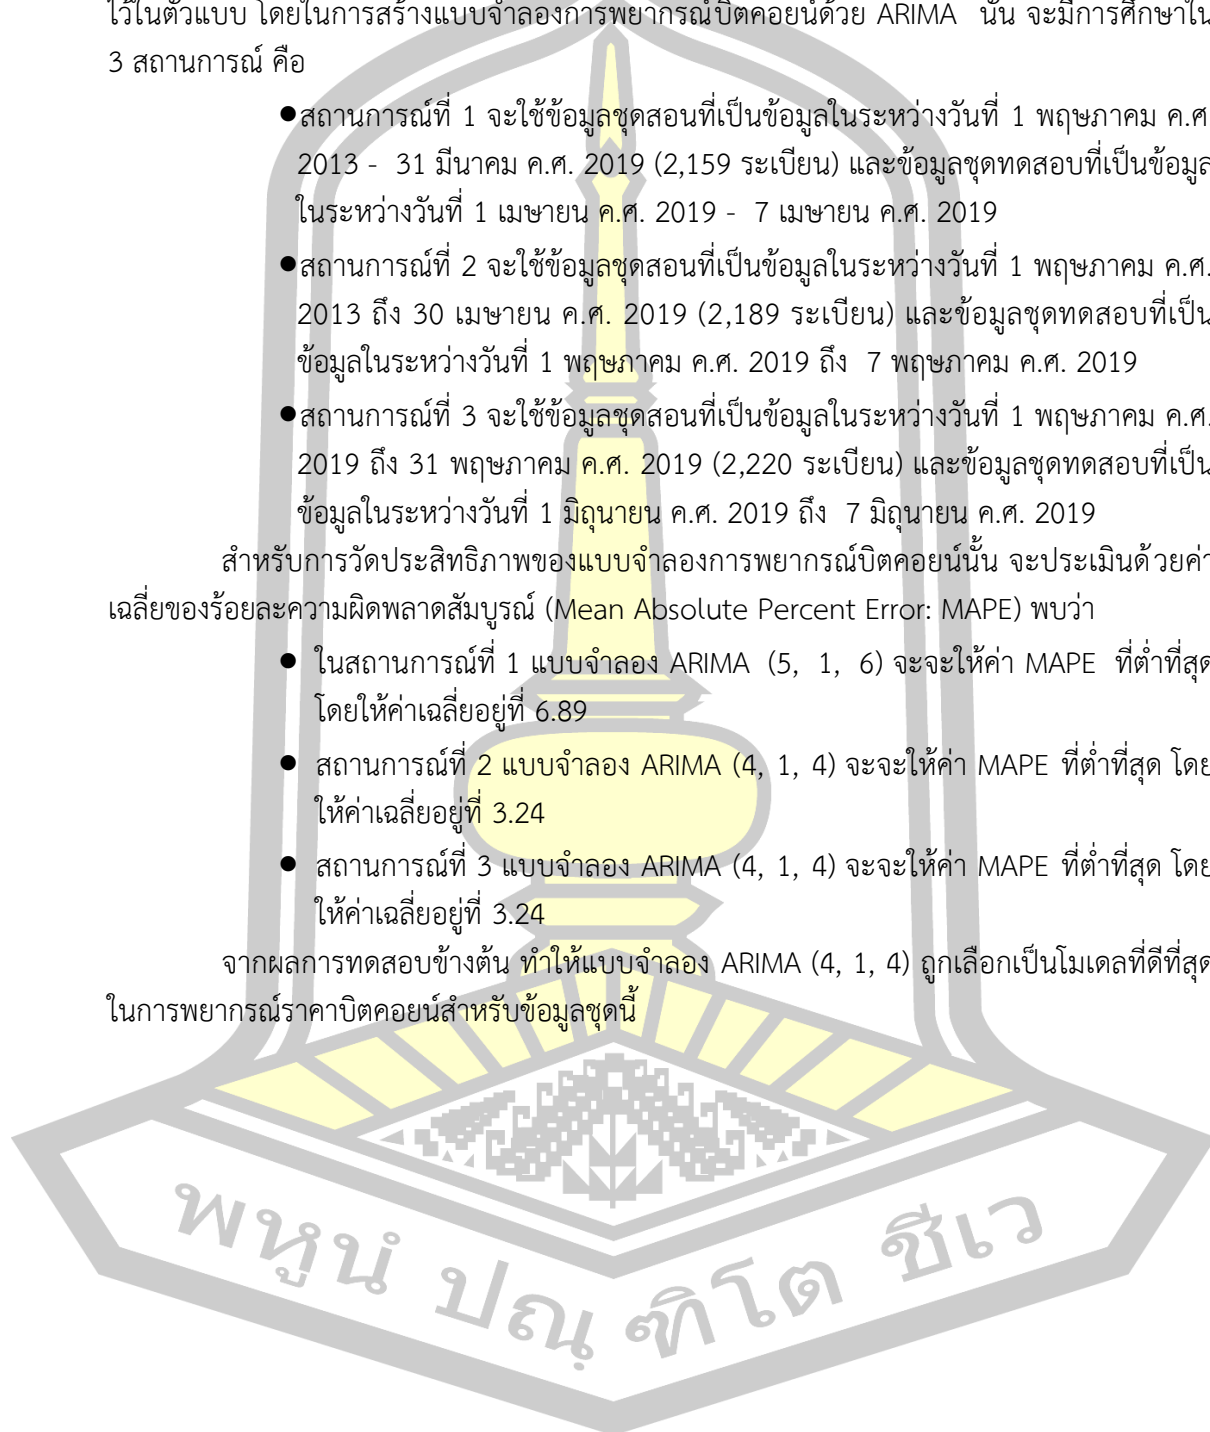 ไว้ในตัวแบบ โดยในการสร้างแบบจำลองการพยากรณ์บิตคอยน์ด้วย ARIMA นั้น จะมีการศึกษาใน
3 สถานการณ์ คือ
●สถานการณ์ที่ 1 จะใช้ข้อมูลชุดสอนที่เป็นข้อมูลในระหว่างวันที่ 1 พฤษภาคม ค.ศ
2013 - 31 มีนาคม ค.ศ. 2019 (2,159 ระเบียน) และข้อมูลชุดทดสอบที่เป็นข้อมูล
ในระหว่างวันที่ 1 เมษายน ค.ศ. 2019 - 7 เมษายน ค.ศ. 2019
●สถานการณ์ที่ 2 จะใช้ข้อมูลชุดสอนที่เป็นข้อมูลในระหว่างวันที่ 1 พฤษภาคม ค.ศ.
2013 ถึง 30 เมษายน ค.ศ. 2019 (2,189 ระเบียน) และข้อมูลชุดทดสอบที่เป็น
ข้อมูลในระหว่างวันที่ 1 พฤษภาคม ค.ศ. 2019 ถึง 7 พฤษภาคม ค.ศ. 2019
●สถานการณ์ที่ 3 จะใช้ข้อมูลชุดสอนที่เป็นข้อมูลในระหว่างวันที่ 1 พฤษภาคม ค.ศ.
2019 ถึง 31 พฤษภาคม ค.ศ. 2019 (2,220 ระเบียน) และข้อมูลชุดทดสอบที่เป็น
ข้อมูลในระหว่างวันที่ 1 มิถุนายน ค.ศ. 2019 ถึง 7 มิถุนายน ค.ศ. 2019
สำหรับการวัดประสิทธิภาพของแบบจำลองการพยากรณ์บิตคอยน์นั้น จะประเมินด้วยค่า
เฉลี่ยของร้อยละความผิดพลาดสัมบูรณ์ (Mean Absolute Percent Error: MAPE) พบว่า
● ในสถานการณ์ที่ 1 แบบจำลอง ARIMA (5, 1, 6) จะจะให้ค่า MAPE ที่ต่ำที่สุด
โดยให้ค่าเฉลี่ยอยู่ที่ 6.89
● สถานการณ์ที่ 2 แบบจำลอง ARIMA (4, 1, 4) จะจะให้ค่า MAPE ที่ต่ำที่สุด โดย
ให้ค่าเฉลี่ยอยู่ที่ 3.24
● สถานการณ์ที่ 3 แบบจำลอง ARIMA (4, 1, 4) จะจะให้ค่า MAPE ที่ต่ำที่สุด โดย
ให้ค่าเฉลี่ยอยู่ที่ 3.24
จากผลการทดสอบข้างต้น ทำให้แบบจำลอง ARIMA (4, 1, 4) ถูกเลือกเป็นโมเดลที่ดีที่สุด
ในการพยากรณ์ราคาบิตคอยน์สำหรับข้อมูลชุดนี้
พหูนํ ปณฺ ฑิโต ชีเว